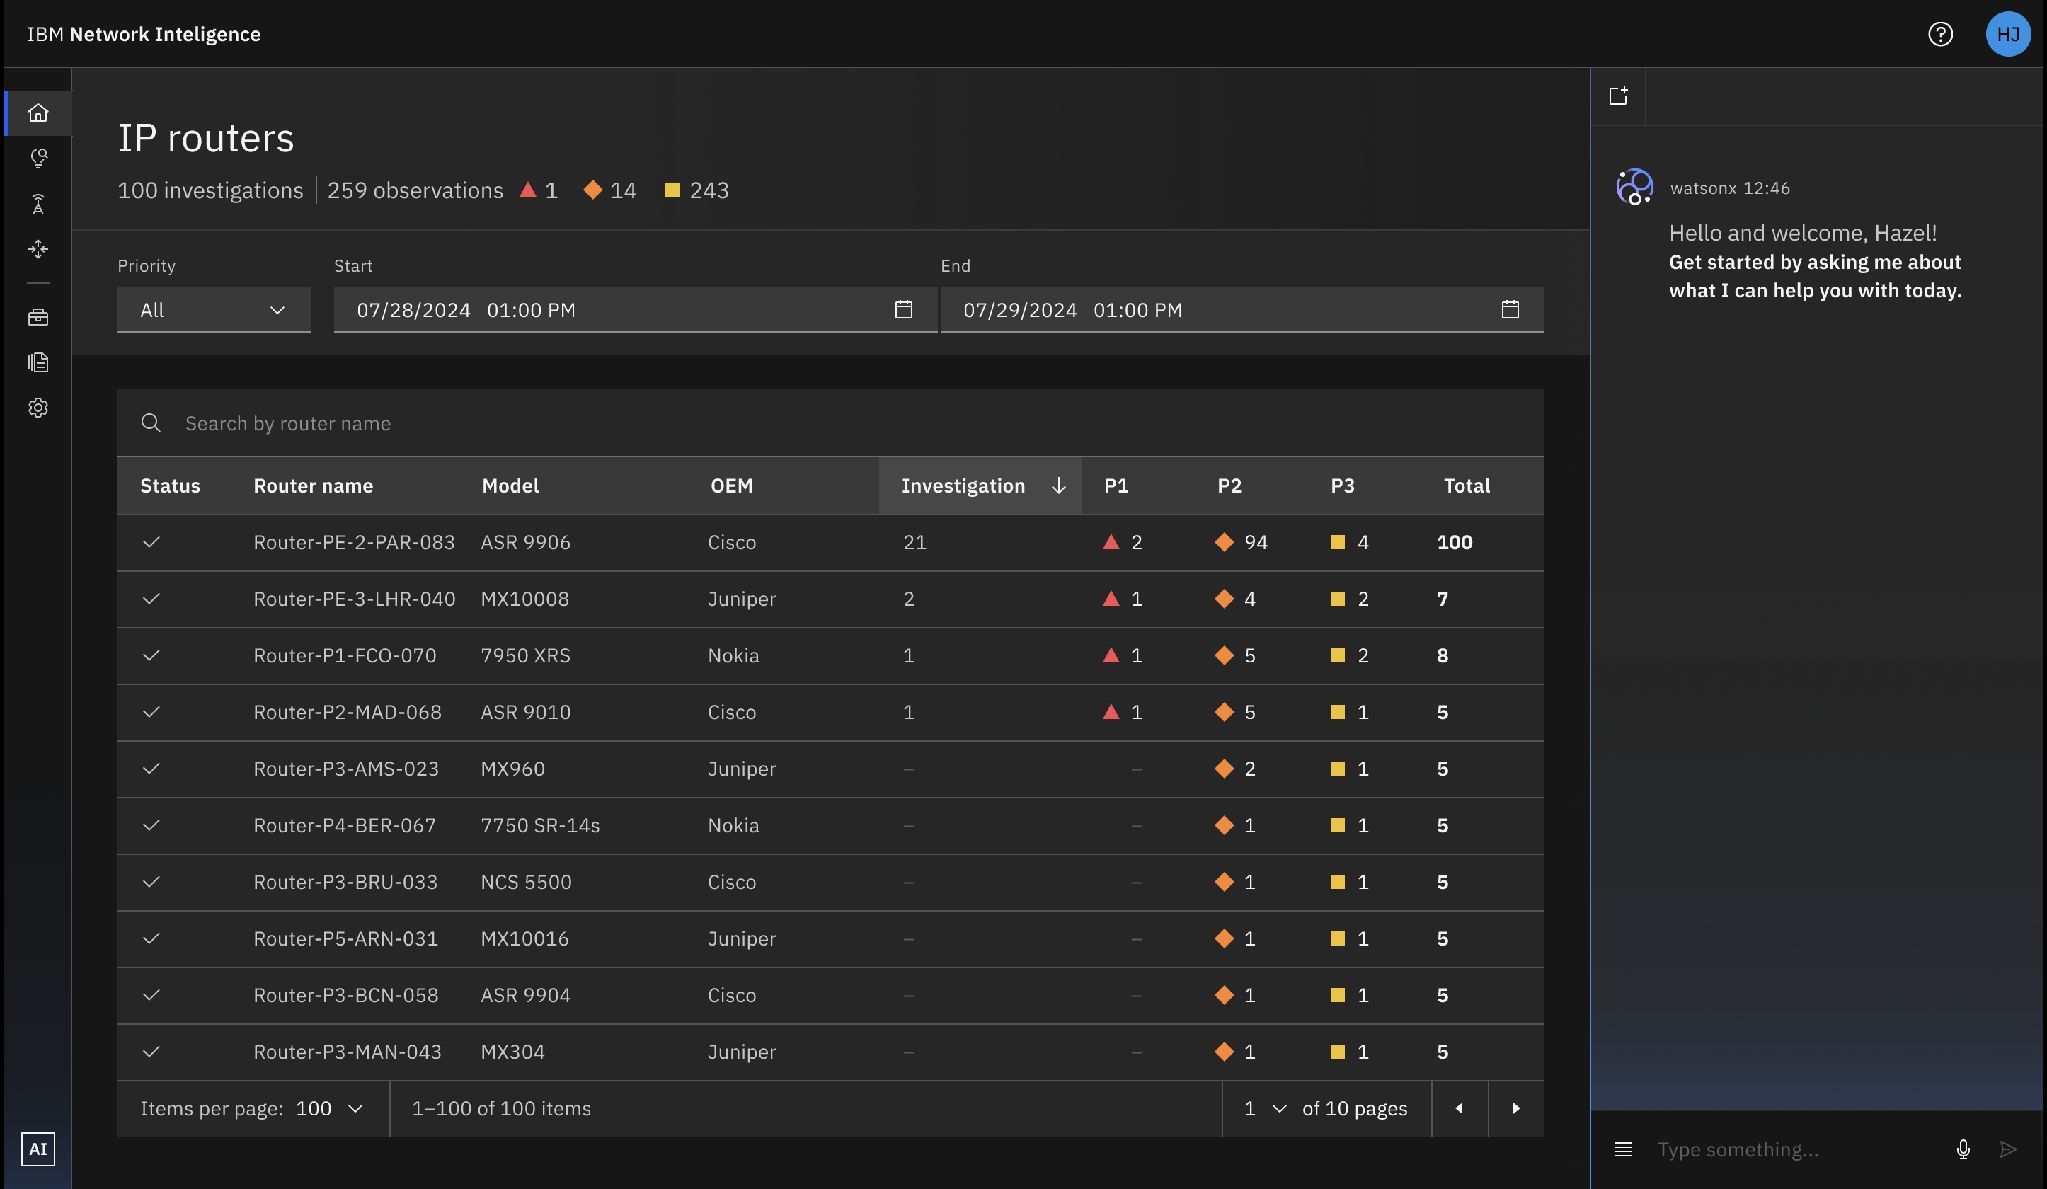 IBM Network Inteligence
HJ
IP routers
100 investigations 259 observations 1 14 243
Priority Start End
All 07/28/2024 01:00 PM 07/29/2024 01:00 PM
Search by router name
Status Router name Model OEM Investigation P1 P2 P3 Total
Router-PE-2-PAR-083 ASR 9906 Cisco 21 2 94 4 100
Router-PE-3-LHR-040 MX10008 Juniper 2 1 4 2 7
Router-P1-FCO-070 7950 XRS Nokia 1 1 5 2 8
Router-P2-MAD-068 ASR 9010 Cisco 1 1 5 1 5
Router-P3-AMS-023 MX960 Juniper – – 2 1 5
Router-P4-BER-067 7750 SR-14s Nokia – – 1 1 5
Router-P3-BRU-033 NCS 5500 Cisco – – 1 1 5
Router-P5-ARN-031 MX10016 Juniper – – 1 1 5
Router-P3-BCN-058 ASR 9904 Cisco – – 1 1 5
Router-P3-MAN-043 MX304 Juniper – – 1 1 5
Items per page: 100 1–100 of 100 items 1 of 10 pages
AI
watsonx 12:46
Hello and welcome, Hazel!
Get started by asking me about
what I can help you with today.
Type something...